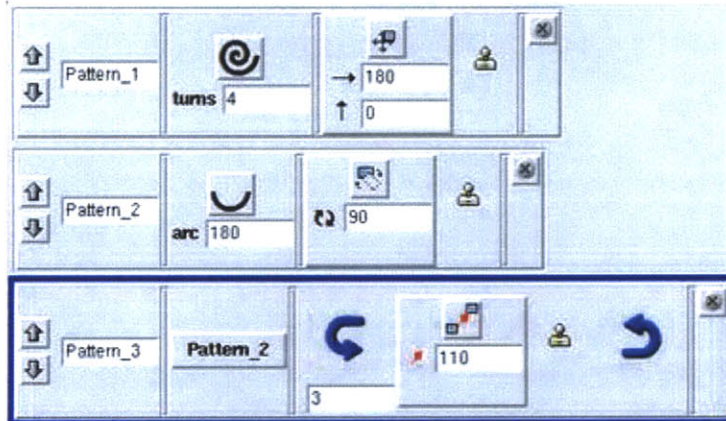 Pattern_1
turns 4
180
0
Pattern_2
arc 180
90
Pattern_3
Pattern_2
3
110